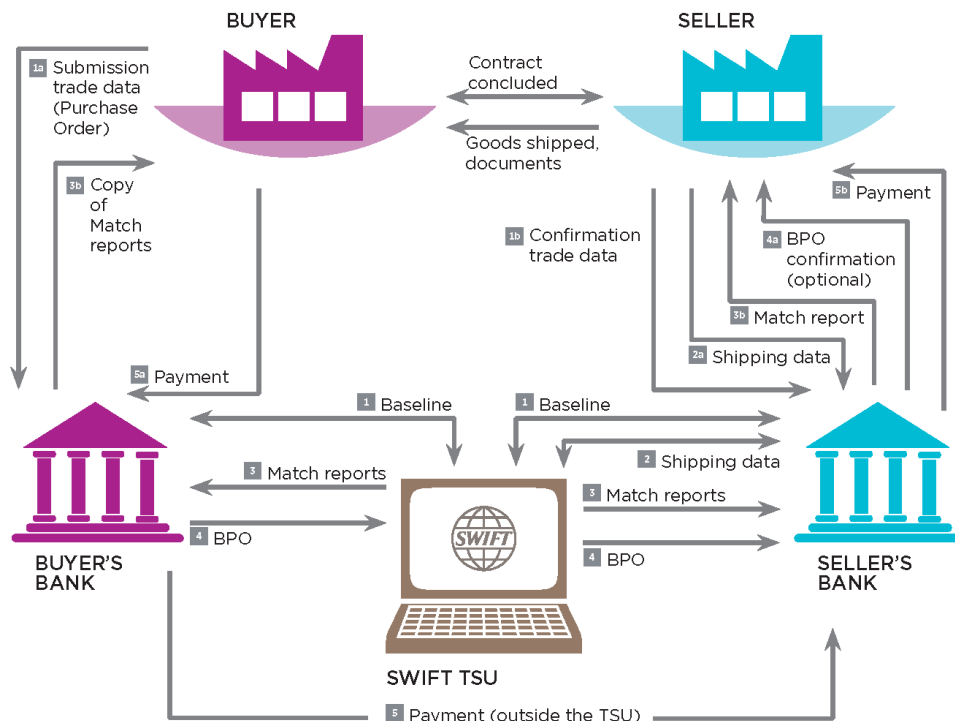 BUYER
SELLER
1a Submission
trade data
(Purchase
Order)
Contract
concluded
Goods shipped,
documents
3b Copy
of
Match
reports
5b Payment
1b Confirmation
trade data
4a BPO
confirmation
(optional)
3b Match report
2a Shipping data
5a Payment
1 Baseline
1 Baseline
2 Shipping data
3 Match reports
3 Match reports
4 BPO
4 BPO
SWIFT
BUYER'S
BANK
SELLER'S
BANK
SWIFT TSU
5 Payment (outside the TSU)